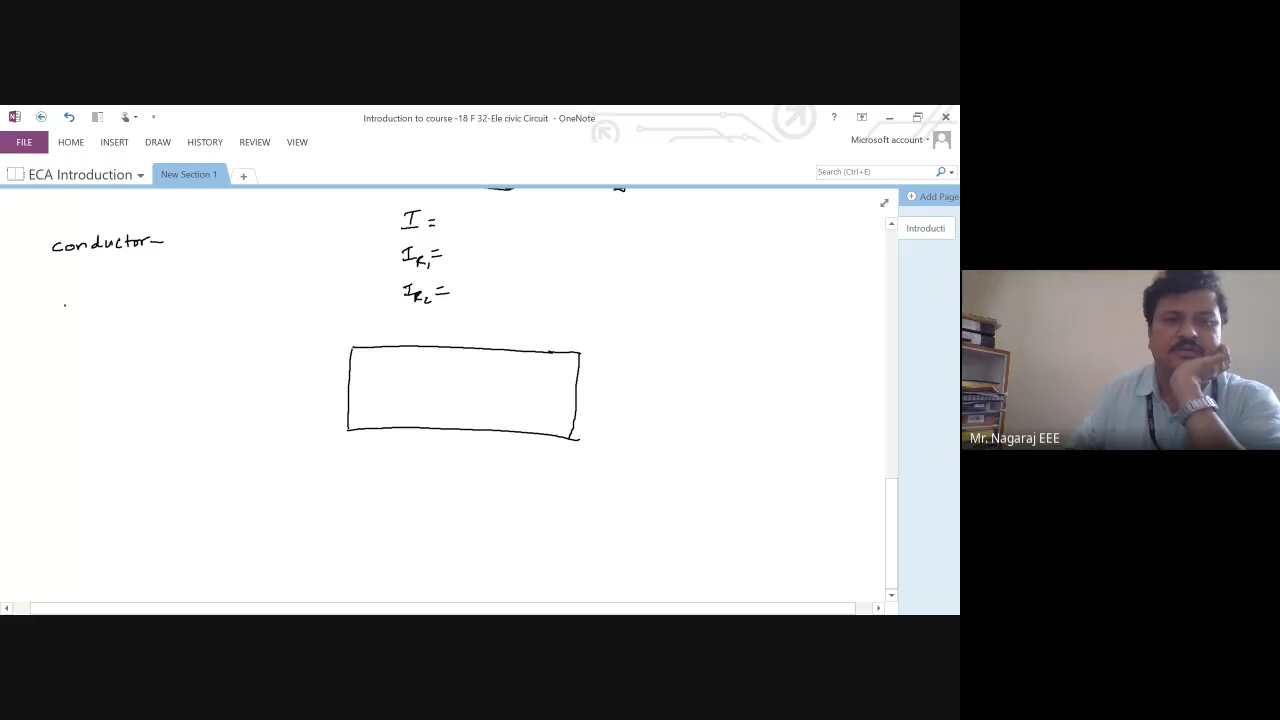 Introduction to course -18 F 32-Ele civic Circuit - OneNote
?
FILE HOME INSERT DRAW HISTORY REVIEW VIEW
Microsoft account
ECA Introduction
New Section 1
Search (Ctrl+E)
Add Page
Introducti
I =
conductor-
IR1=
IR2=
Mr. Nagaraj EEE